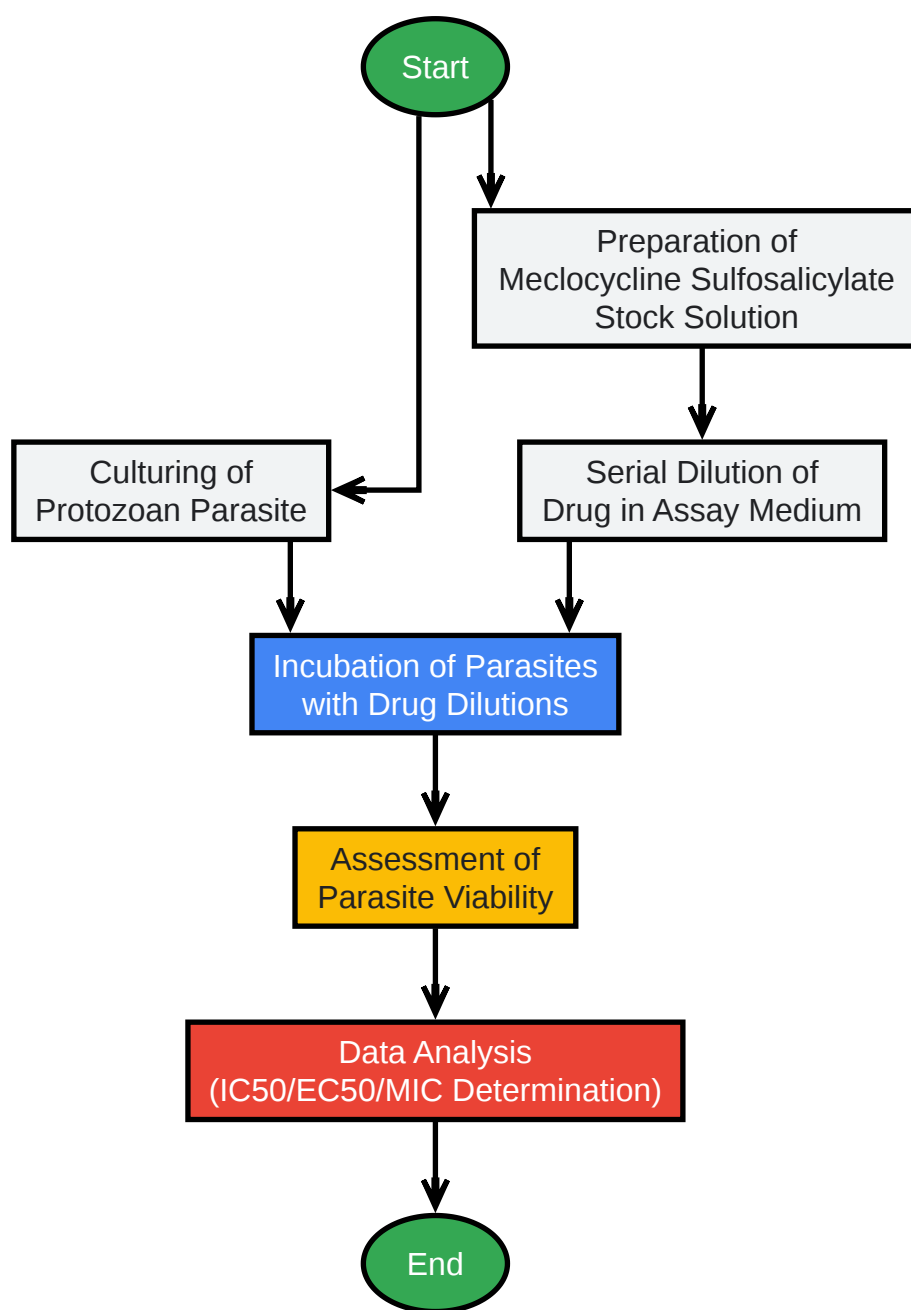 Start
Preparation of
Meclocycline Sulfosalicylate
Stock Solution
Culturing of
Protozoan Parasite
Serial Dilution of
Drug in Assay Medium
Incubation of Parasites
with Drug Dilutions
Assessment of
Parasite Viability
Data Analysis
(IC50/EC50/MIC Determination)
End